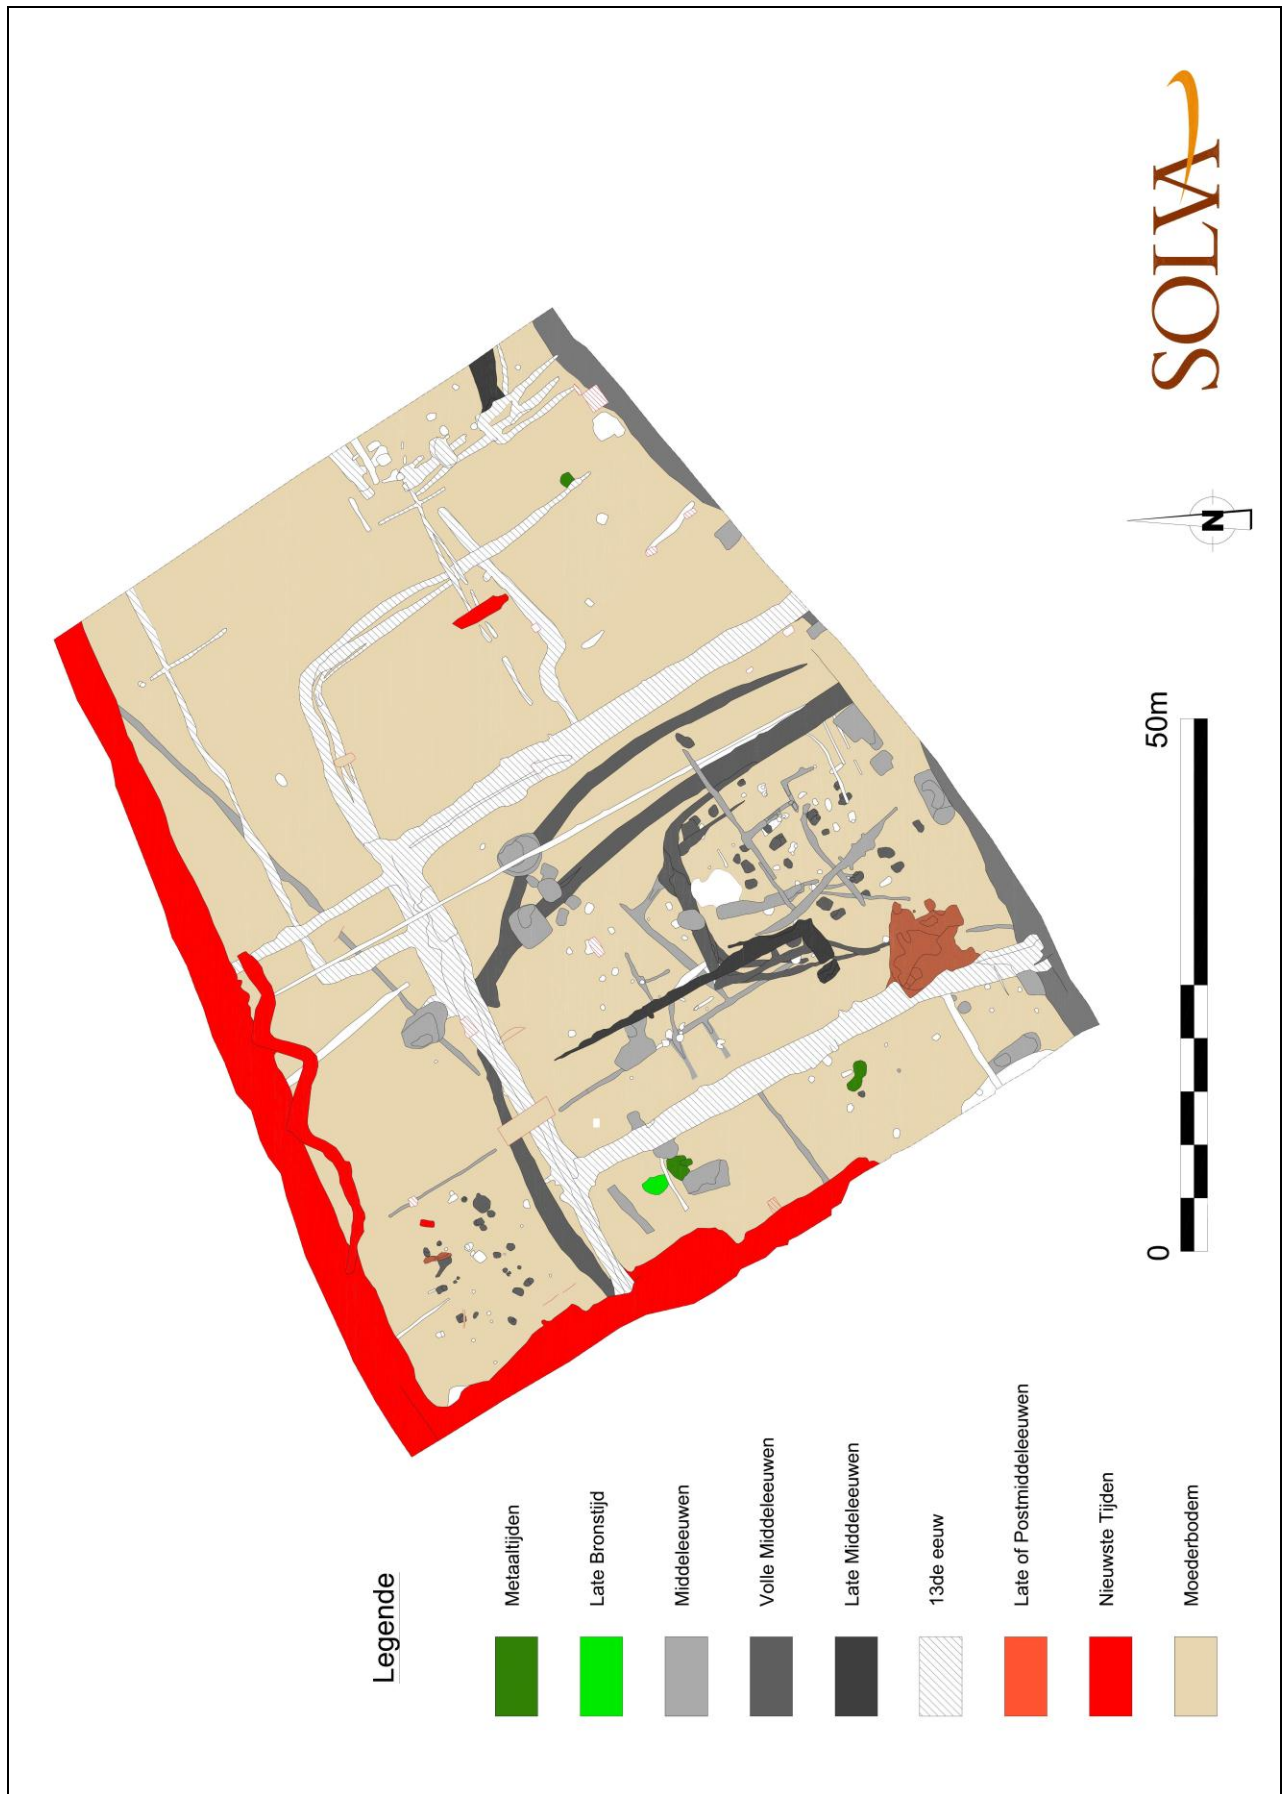 SOLVA
N
50m
0
Legende
Metaaltijden
Late Bronstijd
Middeleeuwen
Volle Middeleeuwen
Late Middeleeuwen
13de eeuw
Late of Postmiddeleeuwen
Nieuwste Tijden
Moederbodem